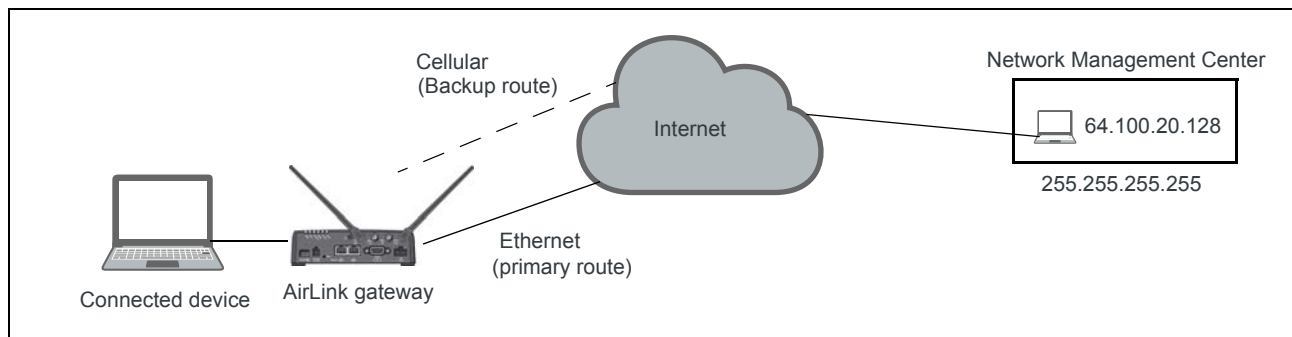 Cellular
(Backup route)
Network Management Center
Internet
64.100.20.128
255.255.255.255
Ethernet
(primary route)
Connected device
AirLink gateway